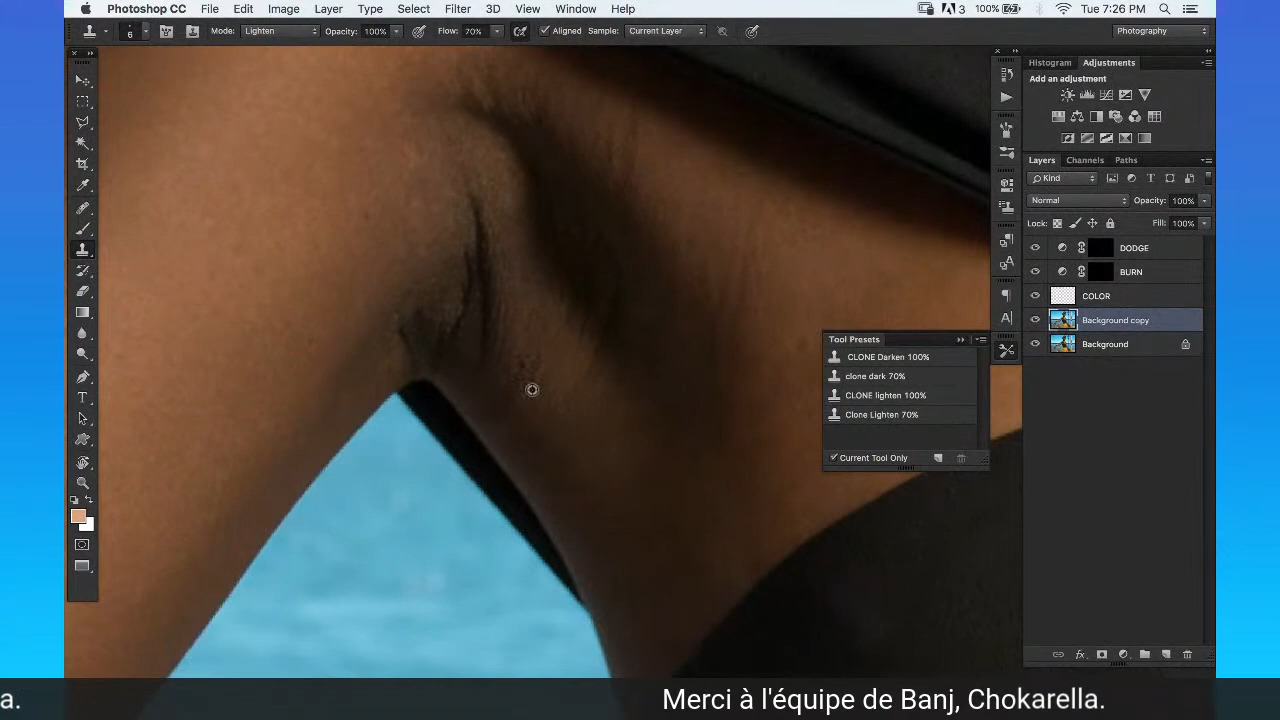 Photoshop CC File Edit Image Layer Type Select Filter 3D View Window Help 3 100% Tue 7:26 PM
6 Mode: Lighten Opacity: 100% Flow: 70% Aligned Sample: Current Layer Photography
Histogram Adjustments
Add an adjustment
Layers Channels Paths
Kind
Normal Opacity: 100%
Lock: Fill: 100%
DODGE
BURN
COLOR
Background copy
Background
Tool Presets
CLONE Darken 100%
clone dark 70%
CLONE lighten 100%
Clone Lighten 70%
Current Tool Only
a. Merci à l'équipe de Banj, Chokarella.